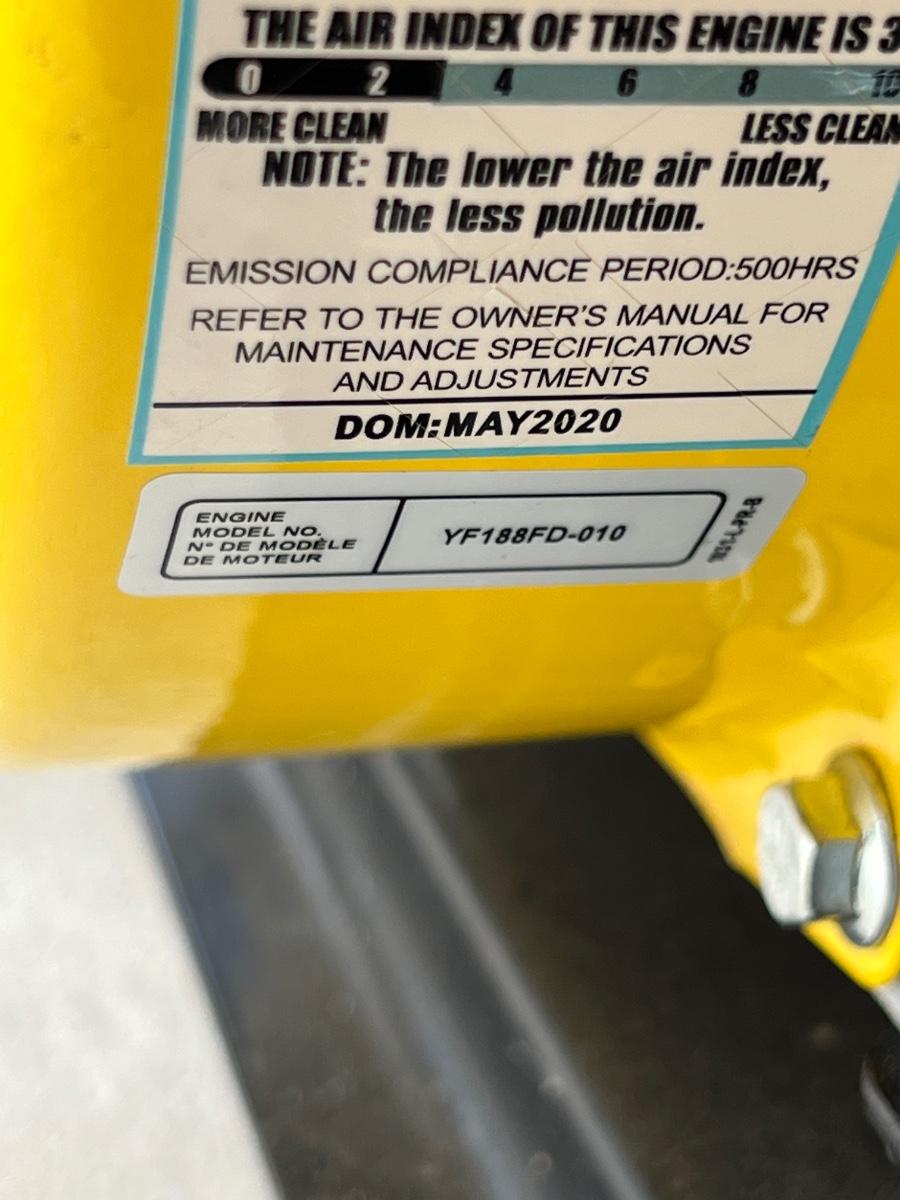 THE AIR INDEX OF THIS ENGINE IS 3
0 2 4 6 8 10
MORE CLEAN LESS CLEAN
NOTE: The lower the air index,
the less pollution.
EMISSION COMPLIANCE PERIOD:500HRS
REFER TO THE OWNER'S MANUAL FOR
MAINTENANCE SPECIFICATIONS
AND ADJUSTMENTS
DOM:MAY2020
ENGINE
MODEL NO.
N° DE MODÈLE
DE MOTEUR
YF188FD-010